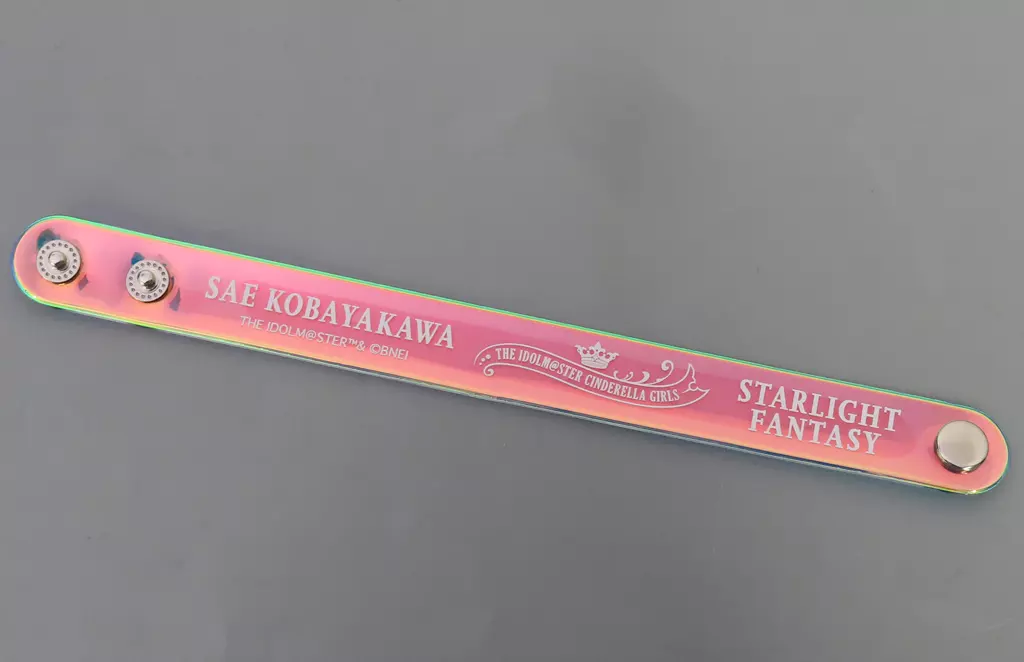 SAE KOBAYAKAWA
THE IDOLM@STER™& ©BNEI
THE IDOLM@STER CINDERELLA GIRLS
STARLIGHT
FANTASY